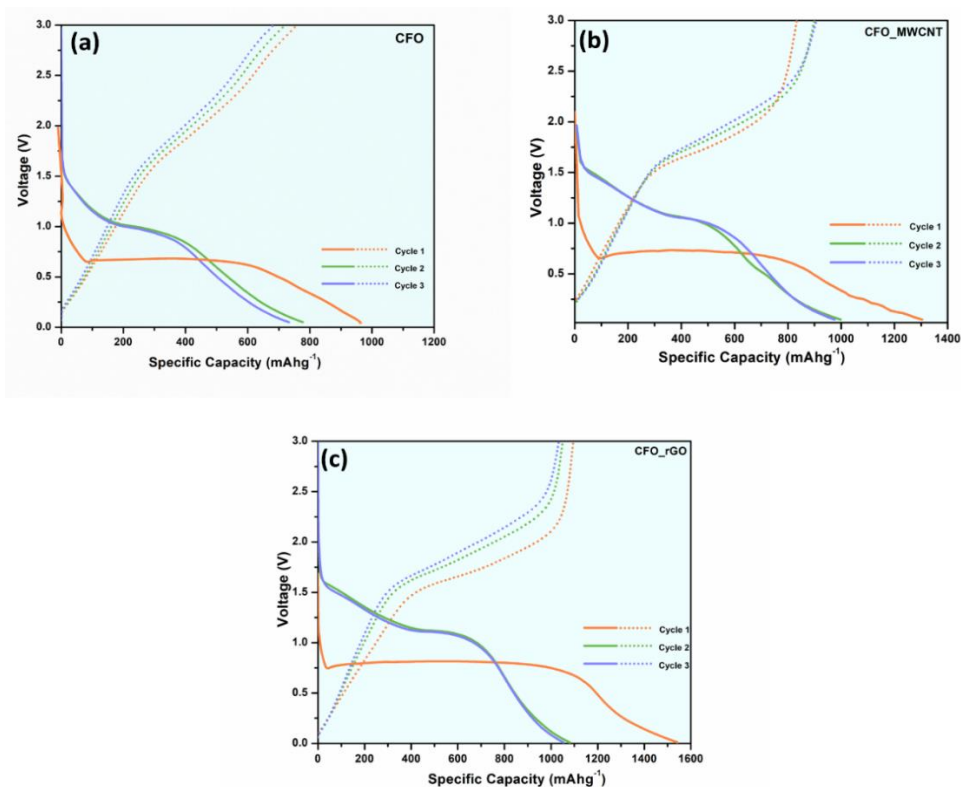 (a)
CFO
3.0
2.5
2.0
1.5
1.0
0.5
0.0
Voltage (V)
Cycle 1
Cycle 2
Cycle 3
0 200 400 600 800 1000 1200
Specific Capacity (mAhg⁻¹)
(b)
CFO_MWCNT
3.0
2.5
2.0
1.5
1.0
0.5
Voltage (V)
Cycle 1
Cycle 2
Cycle 3
0 200 400 600 800 1000 1200 1400
Specific Capacity (mAhg⁻¹)
(c)
CFO_rGO
3.0
2.5
2.0
1.5
1.0
0.5
0.0
Voltage (V)
Cycle 1
Cycle 2
Cycle 3
0 200 400 600 800 1000 1200 1400 1600
Specific Capacity (mAhg⁻¹)